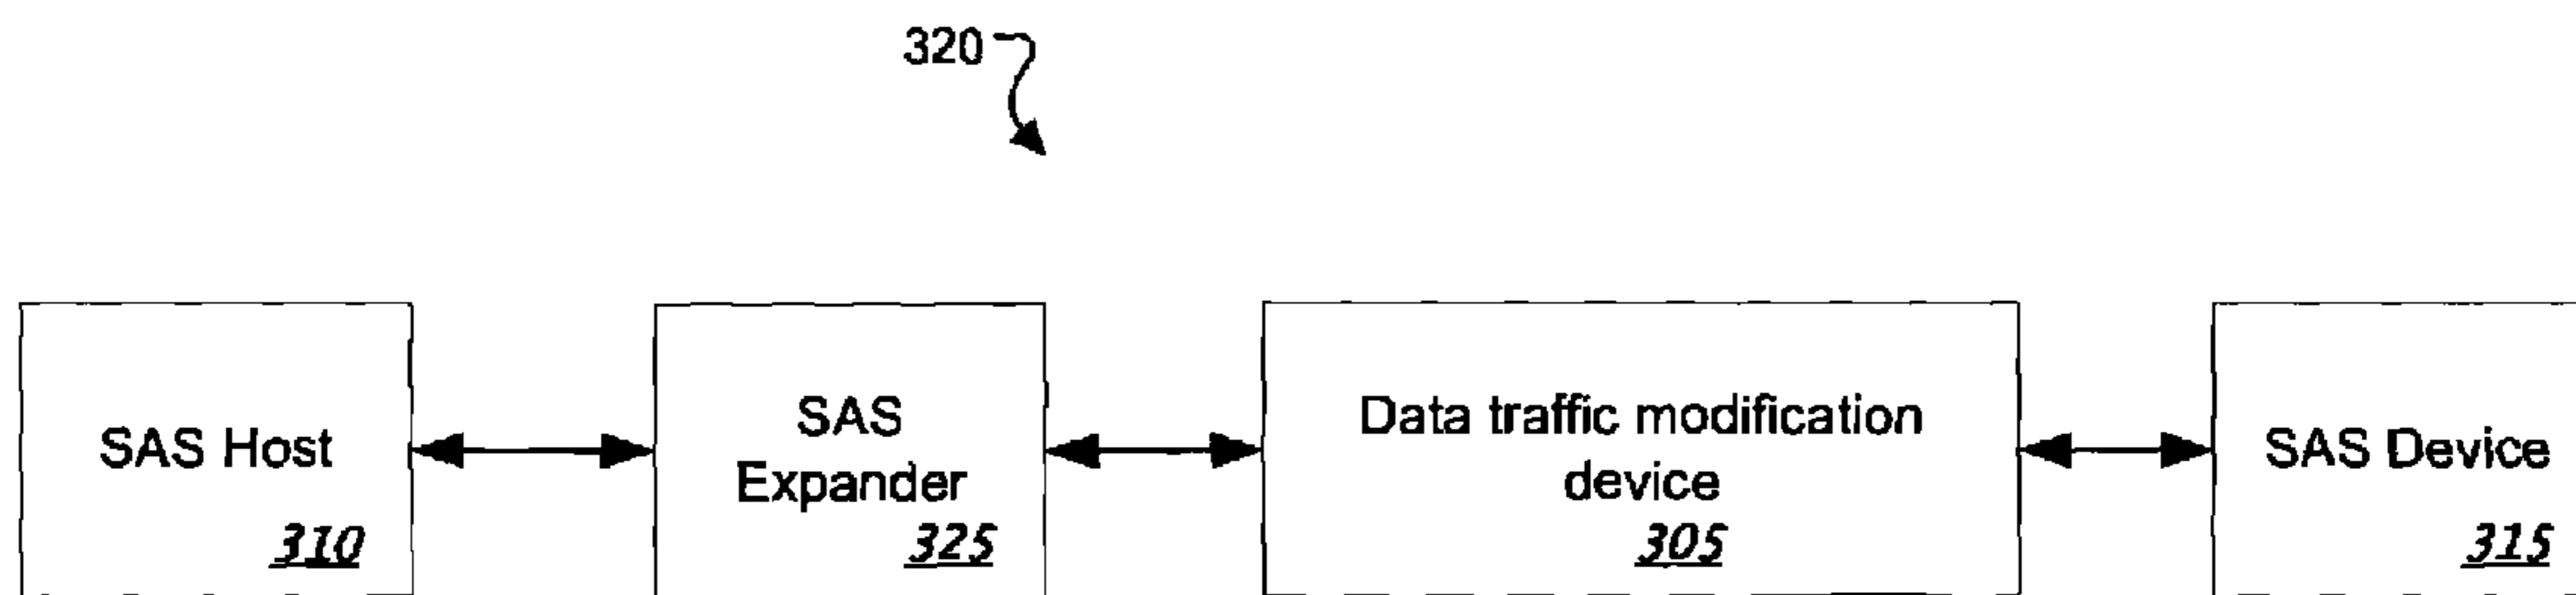 320
SAS Host
310
SAS
Expander
325
Data traffic modification
device
305
SAS Device
315